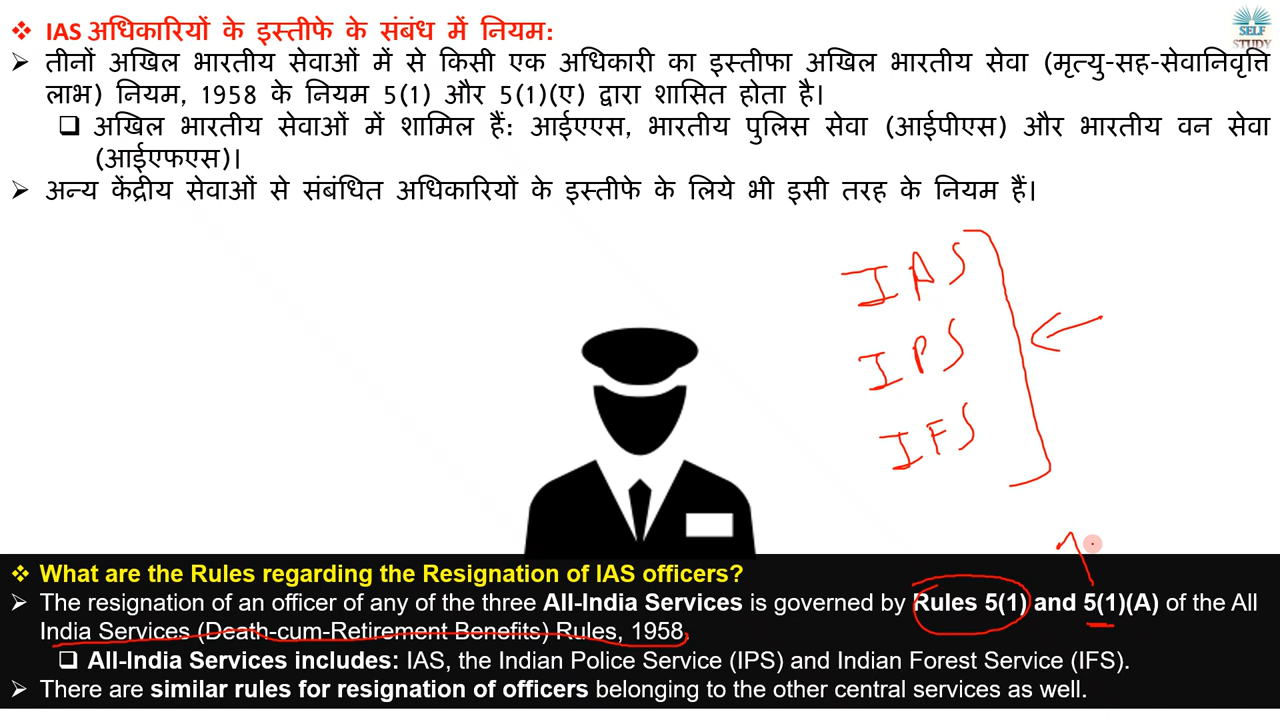 ❖ IAS अधिकारियों के इस्तीफे के संबंध में नियम:
SELF
STUDY
➤ तीनों अखिल भारतीय सेवाओं में से किसी एक अधिकारी का इस्तीफा अखिल भारतीय सेवा (मृत्यु-सह-सेवानिवृत्ति
लाभ) नियम, 1958 के नियम 5(1) और 5(1)(ए) द्वारा शासित होता है।
❑ अखिल भारतीय सेवाओं में शामिल हैं: आईएएस, भारतीय पुलिस सेवा (आईपीएस) और भारतीय वन सेवा
(आईएफएस)।
➤ अन्य केंद्रीय सेवाओं से संबंधित अधिकारियों के इस्तीफे के लिये भी इसी तरह के नियम हैं।
IAS
IPS
IFS
❖ What are the Rules regarding the Resignation of IAS officers?
➤ The resignation of an officer of any of the three All-India Services is governed by Rules 5(1) and 5(1)(A) of the All
India Services (Death-cum-Retirement Benefits) Rules, 1958.
❑ All-India Services includes: IAS, the Indian Police Service (IPS) and Indian Forest Service (IFS).
➤ There are similar rules for resignation of officers belonging to the other central services as well.